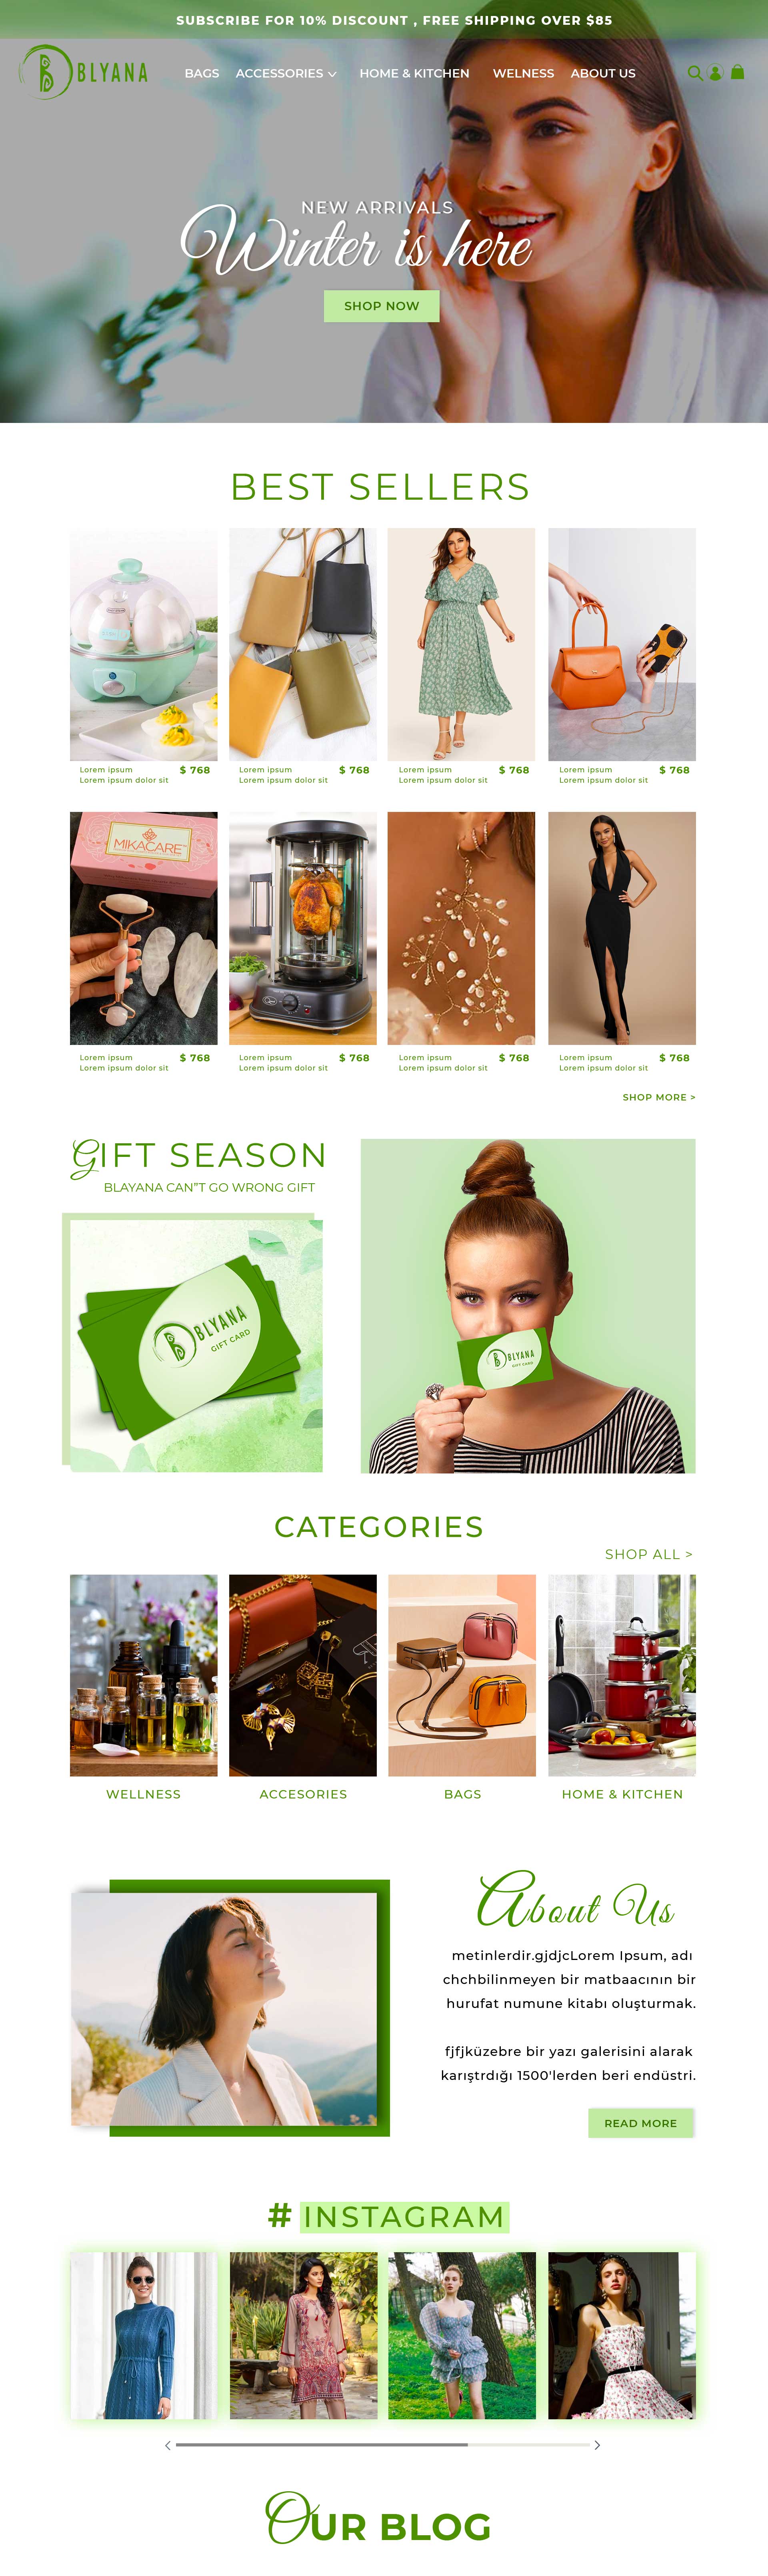 SUBSCRIBE FOR 10% DISCOUNT , FREE SHIPPING OVER $85
BLYANA
BAGS ACCESSORIES HOME & KITCHEN WELNESS ABOUT US
NEW ARRIVALS
Winter is here
SHOP NOW
BEST SELLERS
Lorem ipsum $ 768
Lorem ipsum dolor sit
Lorem ipsum $ 768
Lorem ipsum dolor sit
Lorem ipsum $ 768
Lorem ipsum dolor sit
Lorem ipsum $ 768
Lorem ipsum dolor sit
MIKACARE
Lorem ipsum $ 768
Lorem ipsum dolor sit
Lorem ipsum $ 768
Lorem ipsum dolor sit
Lorem ipsum $ 768
Lorem ipsum dolor sit
Lorem ipsum $ 768
Lorem ipsum dolor sit
SHOP MORE >
GIFT SEASON
BLAYANA CAN"T GO WRONG GIFT
BLYANA
GIFT CARD
BLYANA
GIFT CARD
CATEGORIES
SHOP ALL >
WELLNESS
ACCESORIES
BAGS
HOME & KITCHEN
About Us
metinlerdir.gjdjcLorem Ipsum, adı
chchbilinmeyen bir matbaacının bir
hurufat numune kitabı oluşturmak.
fjfjküzebre bir yazı galerisini alarak
karıştrdığı 1500'lerden beri endüstri.
READ MORE
# INSTAGRAM
OUR BLOG